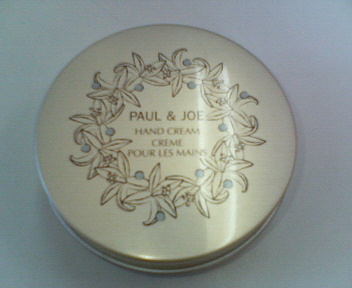 PAUL & JOE
HAND CREAM
CREME
POUR LES MAINS